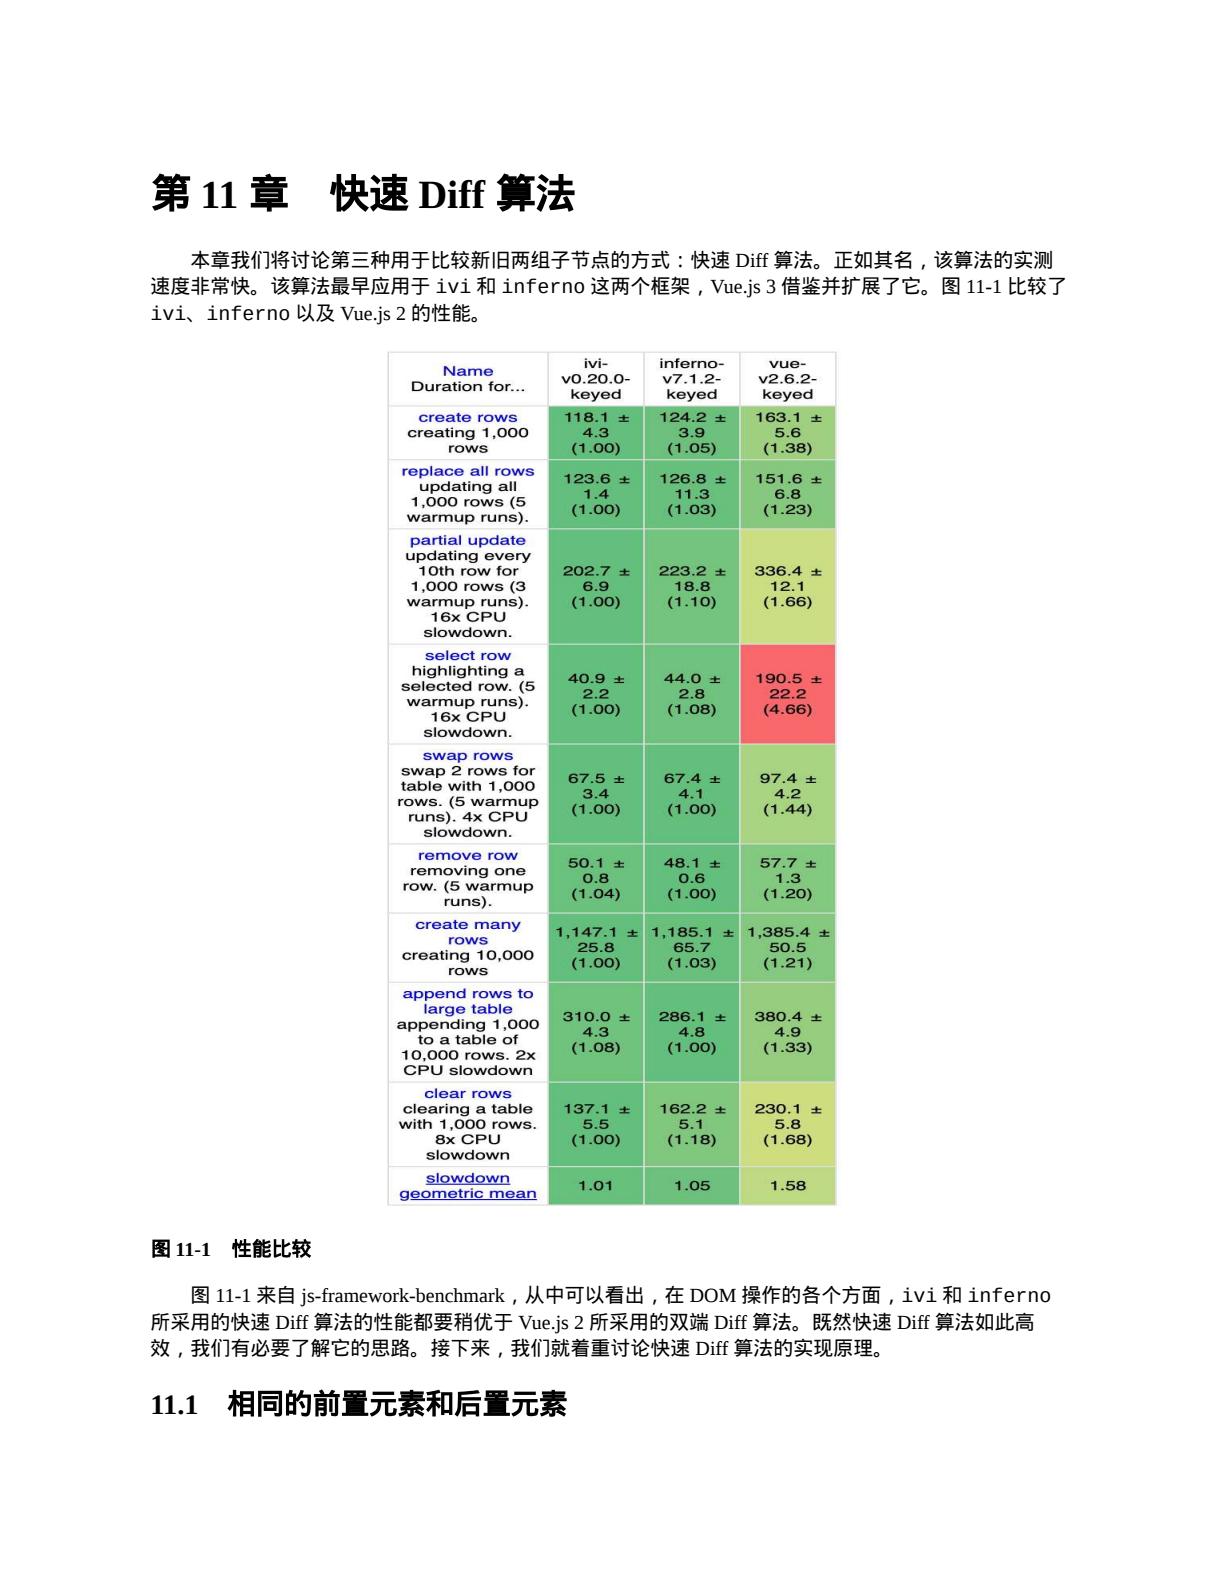 第 11 章　快速 Diff 算法
本章我们将讨论第三种用于比较新旧两组子节点的方式：快速 Diff 算法。正如其名，该算法的实测
速度非常快。该算法最早应用于 ivi 和 inferno 这两个框架，Vue.js 3 借鉴并扩展了它。图 11-1 比较了
ivi、inferno 以及 Vue.js 2 的性能。
Name
Duration for...
ivi-
v0.20.0-
keyed
inferno-
v7.1.2-
keyed
vue-
v2.6.2-
keyed
create rows
creating 1,000
rows
118.1 ±
4.3
(1.00)
124.2 ±
3.9
(1.05)
163.1 ±
5.6
(1.38)
replace all rows
updating all
1,000 rows (5
warmup runs).
123.6 ±
1.4
(1.00)
126.8 ±
11.3
(1.03)
151.6 ±
6.8
(1.23)
partial update
updating every
10th row for
1,000 rows (3
warmup runs).
16x CPU
slowdown.
202.7 ±
6.9
(1.00)
223.2 ±
18.8
(1.10)
336.4 ±
12.1
(1.66)
select row
highlighting a
selected row. (5
warmup runs).
16x CPU
slowdown.
40.9 ±
2.2
(1.00)
44.0 ±
2.8
(1.08)
190.5 ±
22.2
(4.66)
swap rows
swap 2 rows for
table with 1,000
rows. (5 warmup
runs). 4x CPU
slowdown.
67.5 ±
3.4
(1.00)
67.4 ±
4.1
(1.00)
97.4 ±
4.2
(1.44)
remove row
removing one
row. (5 warmup
runs).
50.1 ±
0.8
(1.04)
48.1 ±
0.6
(1.00)
57.7 ±
1.3
(1.20)
create many
rows
creating 10,000
rows
1,147.1 ±
25.8
(1.00)
1,185.1 ±
65.7
(1.03)
1,385.4 ±
50.5
(1.21)
append rows to
large table
appending 1,000
to a table of
10,000 rows. 2x
CPU slowdown
310.0 ±
4.3
(1.08)
286.1 ±
4.8
(1.00)
380.4 ±
4.9
(1.33)
clear rows
clearing a table
with 1,000 rows.
8x CPU
slowdown
137.1 ±
5.5
(1.00)
162.2 ±
5.1
(1.18)
230.1 ±
5.8
(1.68)
slowdown
geometric mean
1.01
1.05
1.58
图 11-1　性能比较
图 11-1 来自 js-framework-benchmark，从中可以看出，在 DOM 操作的各个方面，ivi 和 inferno
所采用的快速 Diff 算法的性能都要稍优于 Vue.js 2 所采用的双端 Diff 算法。既然快速 Diff 算法如此高
效，我们有必要了解它的思路。接下来，我们就着重讨论快速 Diff 算法的实现原理。
11.1　相同的前置元素和后置元素